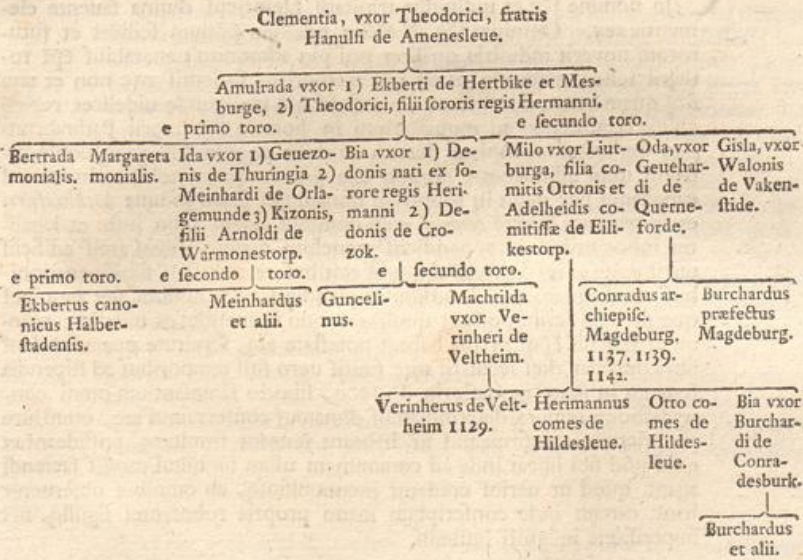 Clementia, vxor Theodorici, fratris
Hanulfi de Amenesleue.
Amulrada vxor 1) Ekberti de Hertbike et Mes-
burge, 2) Theodorici, filii ſororis regis Hermanni.
e primo toro.
e ſecundo toro.
Bertrada
monialis.
Margareta
monialis.
Ida vxor 1) Geuezo-
nis de Thuringia 2)
Meinhardi de Orla-
gemunde 3) Kizonis,
filii Arnoldi de
Warmonestorp.
Bia vxor 1) De-
donis nati ex ſo-
rore regis Heri-
manni 2) De-
donis de Cro-
zok.
Milo vxor Liut-
burga, filia co-
mitis Ottonis et
Adelheidis co-
mitiſſæ de Eili-
kestorp.
Oda, vxor
Geuehar-
di de
Querne-
forde.
Gisla, vxor
Walonis
de Vaken-
ſtide.
e primo toro.
e ſecondo toro.
e ſecundo toro.
Ekbertus cano-
nicus Halber-
ſtadenſis.
Meinhardus
et alii.
Gunceli-
nus.
Machtilda
vxor Ve-
rinheri de
Veltheim.
Conradus ar-
chiepiſc.
Magdeburg.
1137. 1139.
1142.
Burchardus
præfectus
Magdeburg.
Verinherus de Velt-
heim 1129.
Herimannus
comes de
Hildesleue.
Otto co-
mes de
Hildes-
leue.
Bia vxor
Burchar-
di de
Conra-
desburk.
Burchardus
et alii.